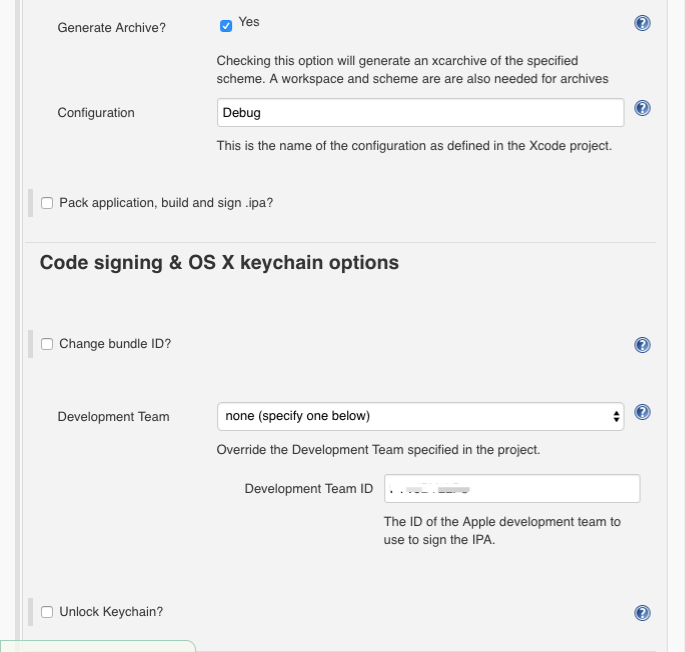 Generate Archive?
Yes
Checking this option will generate an xcarchive of the specified
scheme. A workspace and scheme are are also needed for archives
Configuration
Debug
This is the name of the configuration as defined in the Xcode project.
Pack application, build and sign .ipa?
Code signing & OS X keychain options
Change bundle ID?
Development Team
none (specify one below)
Override the Development Team specified in the project.
Development Team ID
The ID of the Apple development team to
use to sign the IPA.
Unlock Keychain?